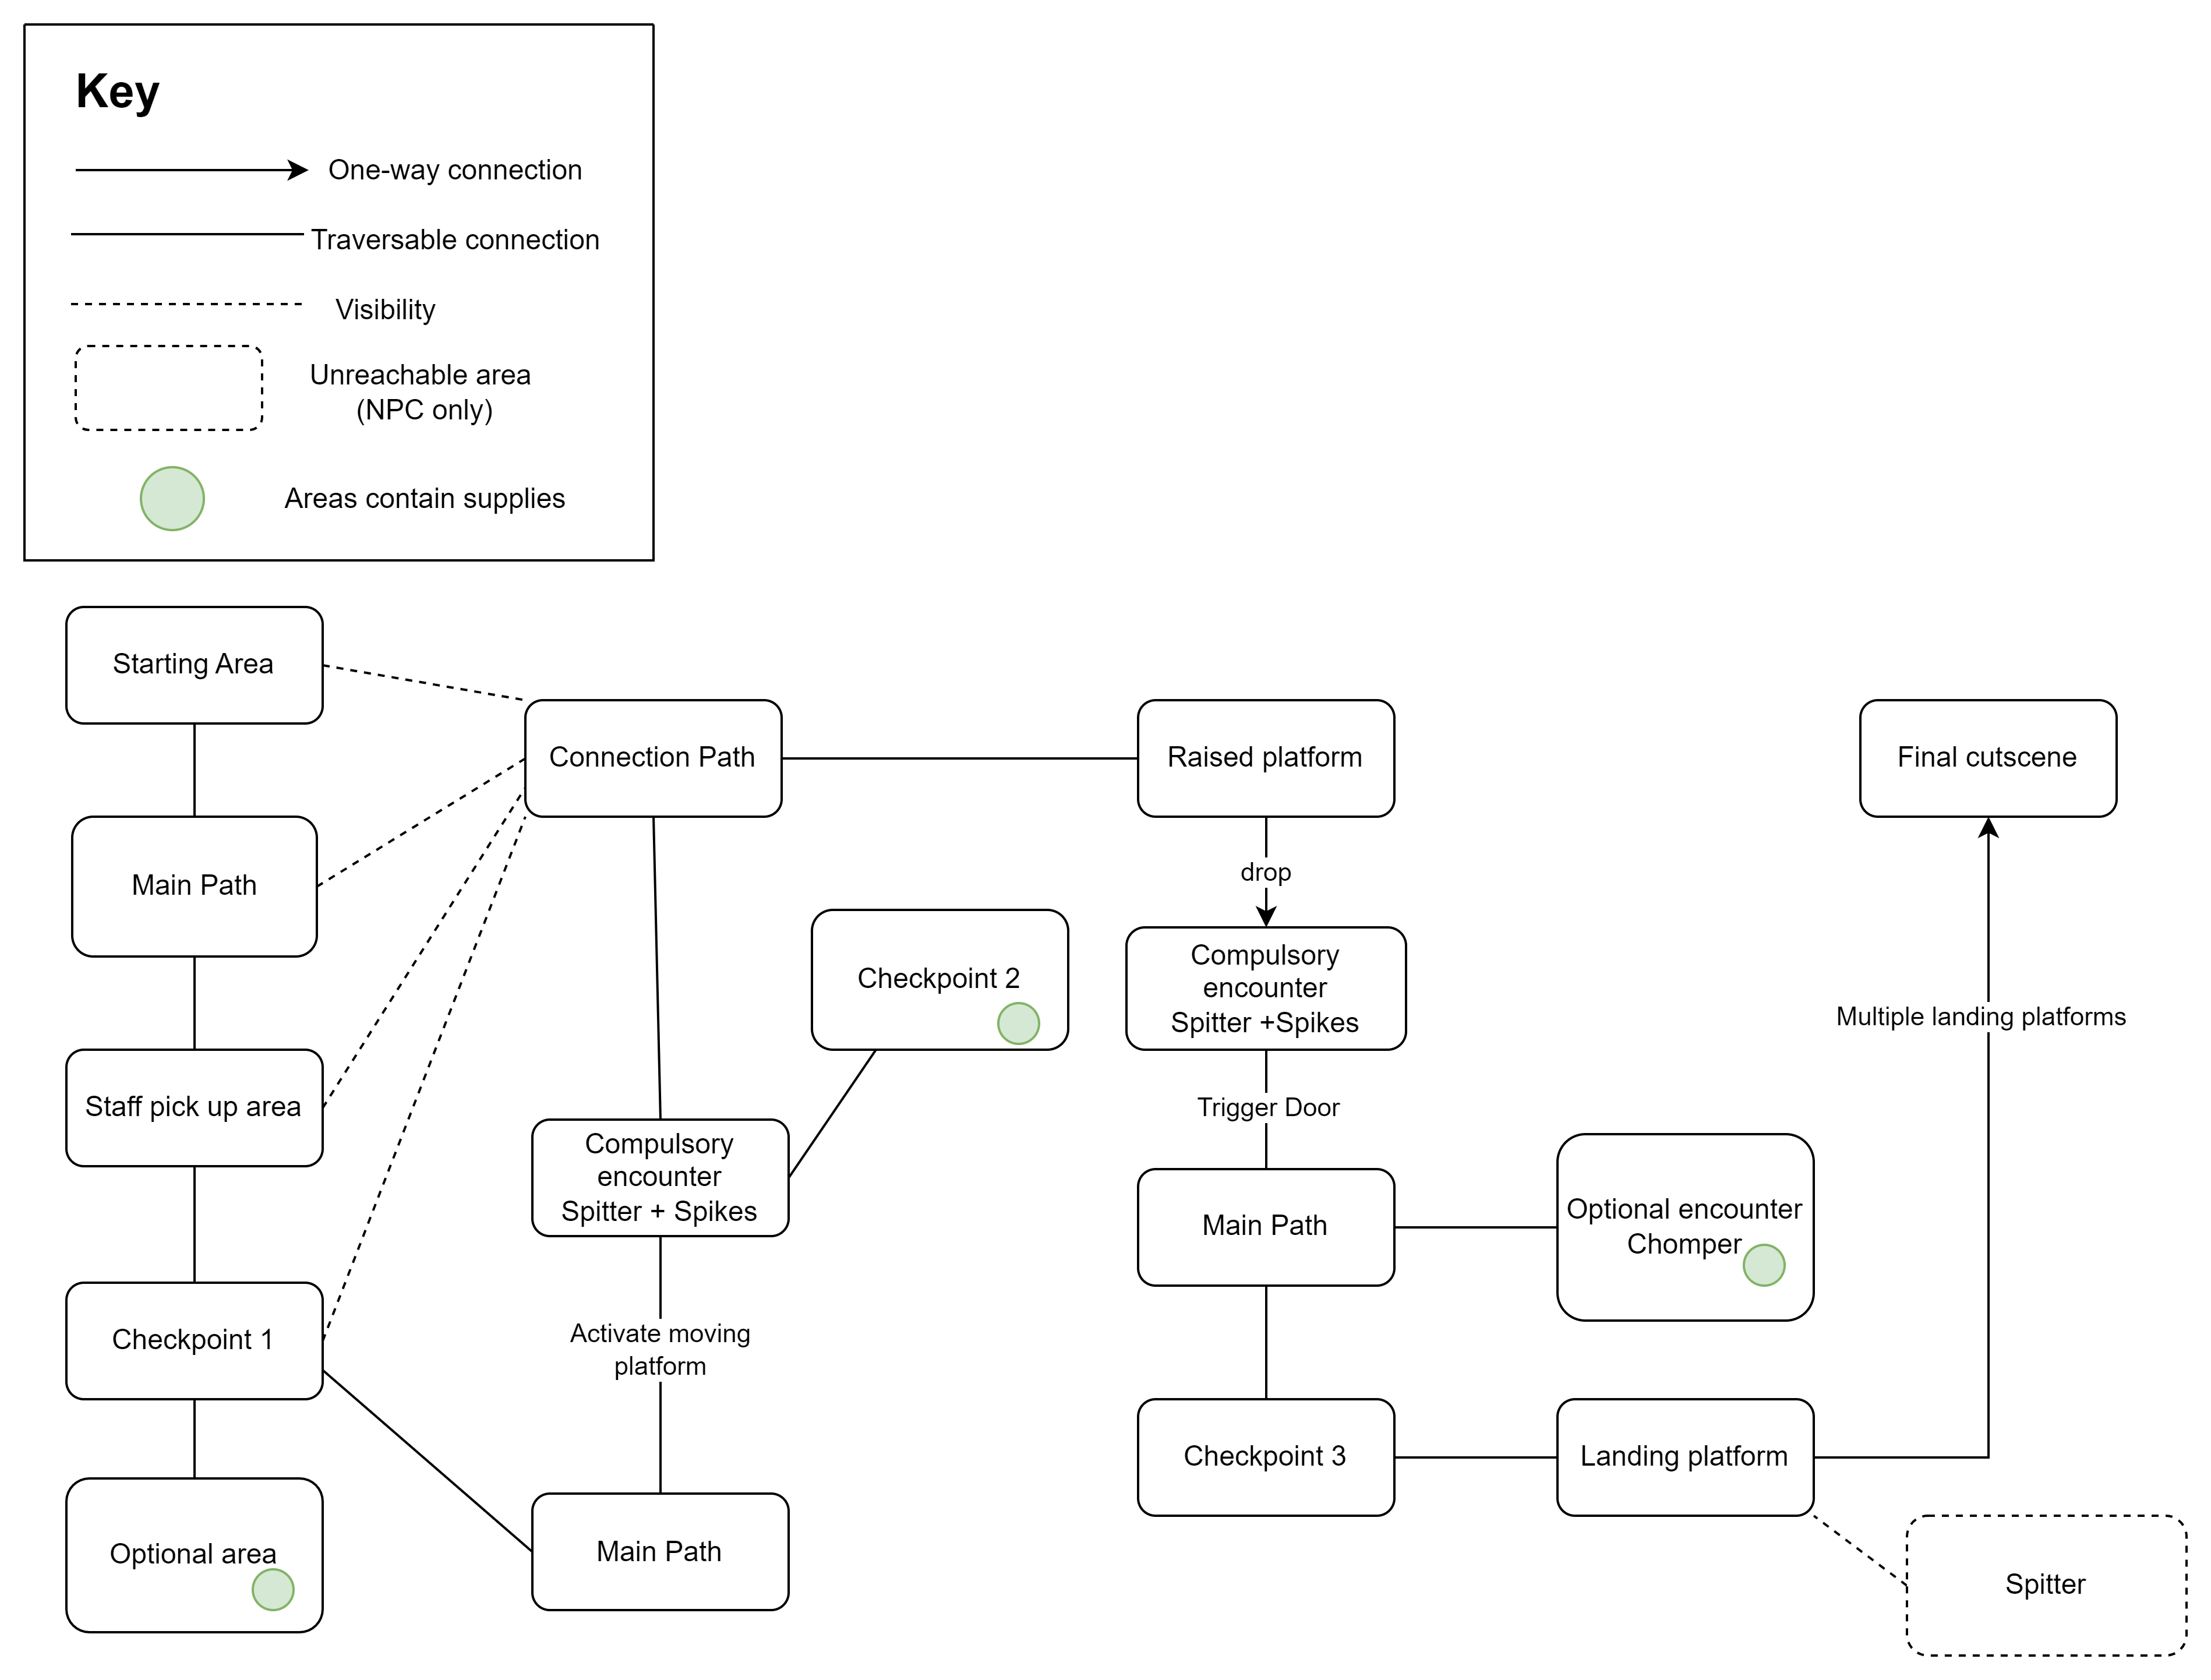 Key
One-way connection
Traversable connection
Visibility
Unreachable area
(NPC only)
Areas contain supplies
Starting Area
Main Path
Staff pick up area
Checkpoint 1
Optional area
Connection Path
Checkpoint 2
Compulsory
encounter
Spitter + Spikes
Activate moving
platform
Main Path
Raised platform
drop
Compulsory
encounter
Spitter +Spikes
Trigger Door
Main Path
Optional encounter
Chomper
Checkpoint 3
Landing platform
Final cutscene
Multiple landing platforms
Spitter